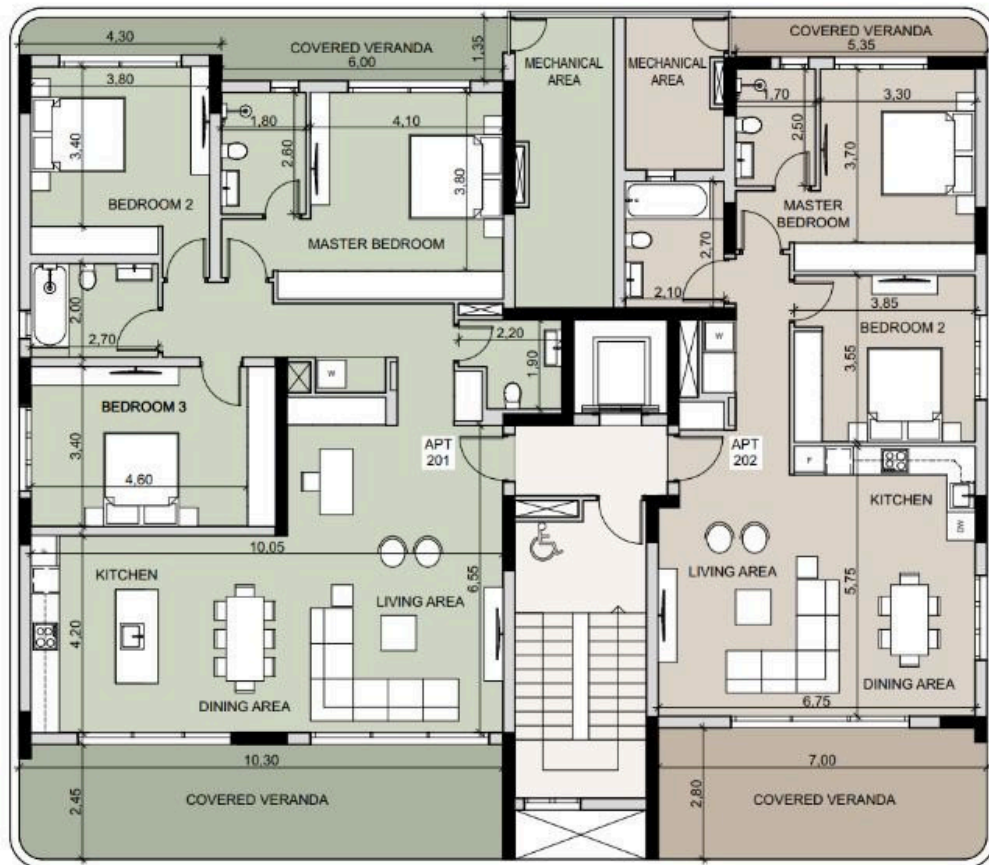 4,30
COVERED VERANDA
6,00
1,35
MECHANICAL
AREA
MECHANICAL
AREA
COVERED VERANDA
5,35
3,80
3,40
BEDROOM 2
1,80
2,60
4,10
3,80
MASTER BEDROOM
1,70
2,50
3,30
3,70
MASTER
BEDROOM
2,70
2,10
2,00
2,70
3,85
BEDROOM 2
3,55
2,20
1,90
W
W
BEDROOM 3
3,40
4,60
APT
201
APT
202
F
KITCHEN
DW
10,05
KITCHEN
4,20
LIVING AREA
6,55
DINING AREA
LIVING AREA
5,75
DINING AREA
6,75
10,30
COVERED VERANDA
2,45
7,00
COVERED VERANDA
2,80